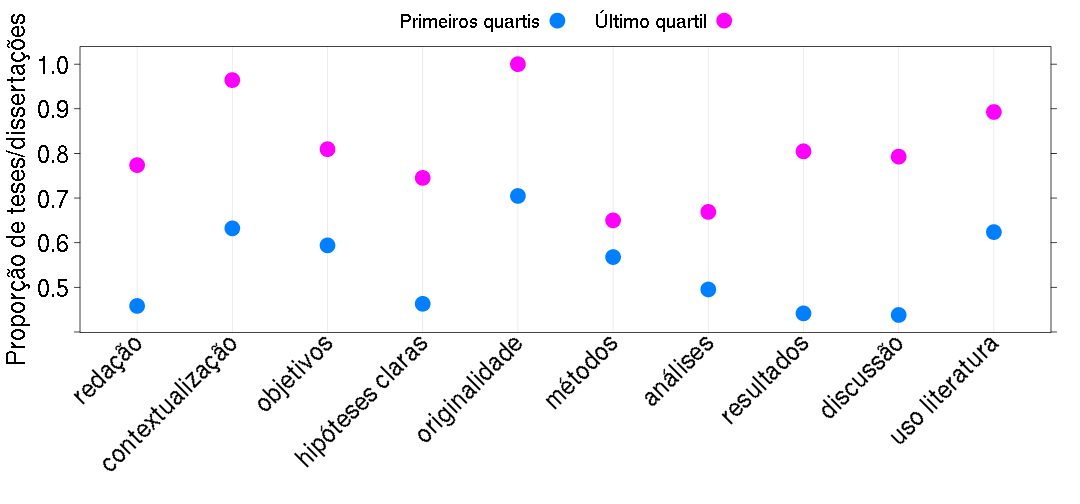 Primeiros quartis Último quartil
Proporção de teses/dissertações
1.0
0.9
0.8
0.7
0.6
0.5
redação
contextualização
objetivos
hipóteses claras
originalidade
métodos
análises
resultados
discussão
uso literatura